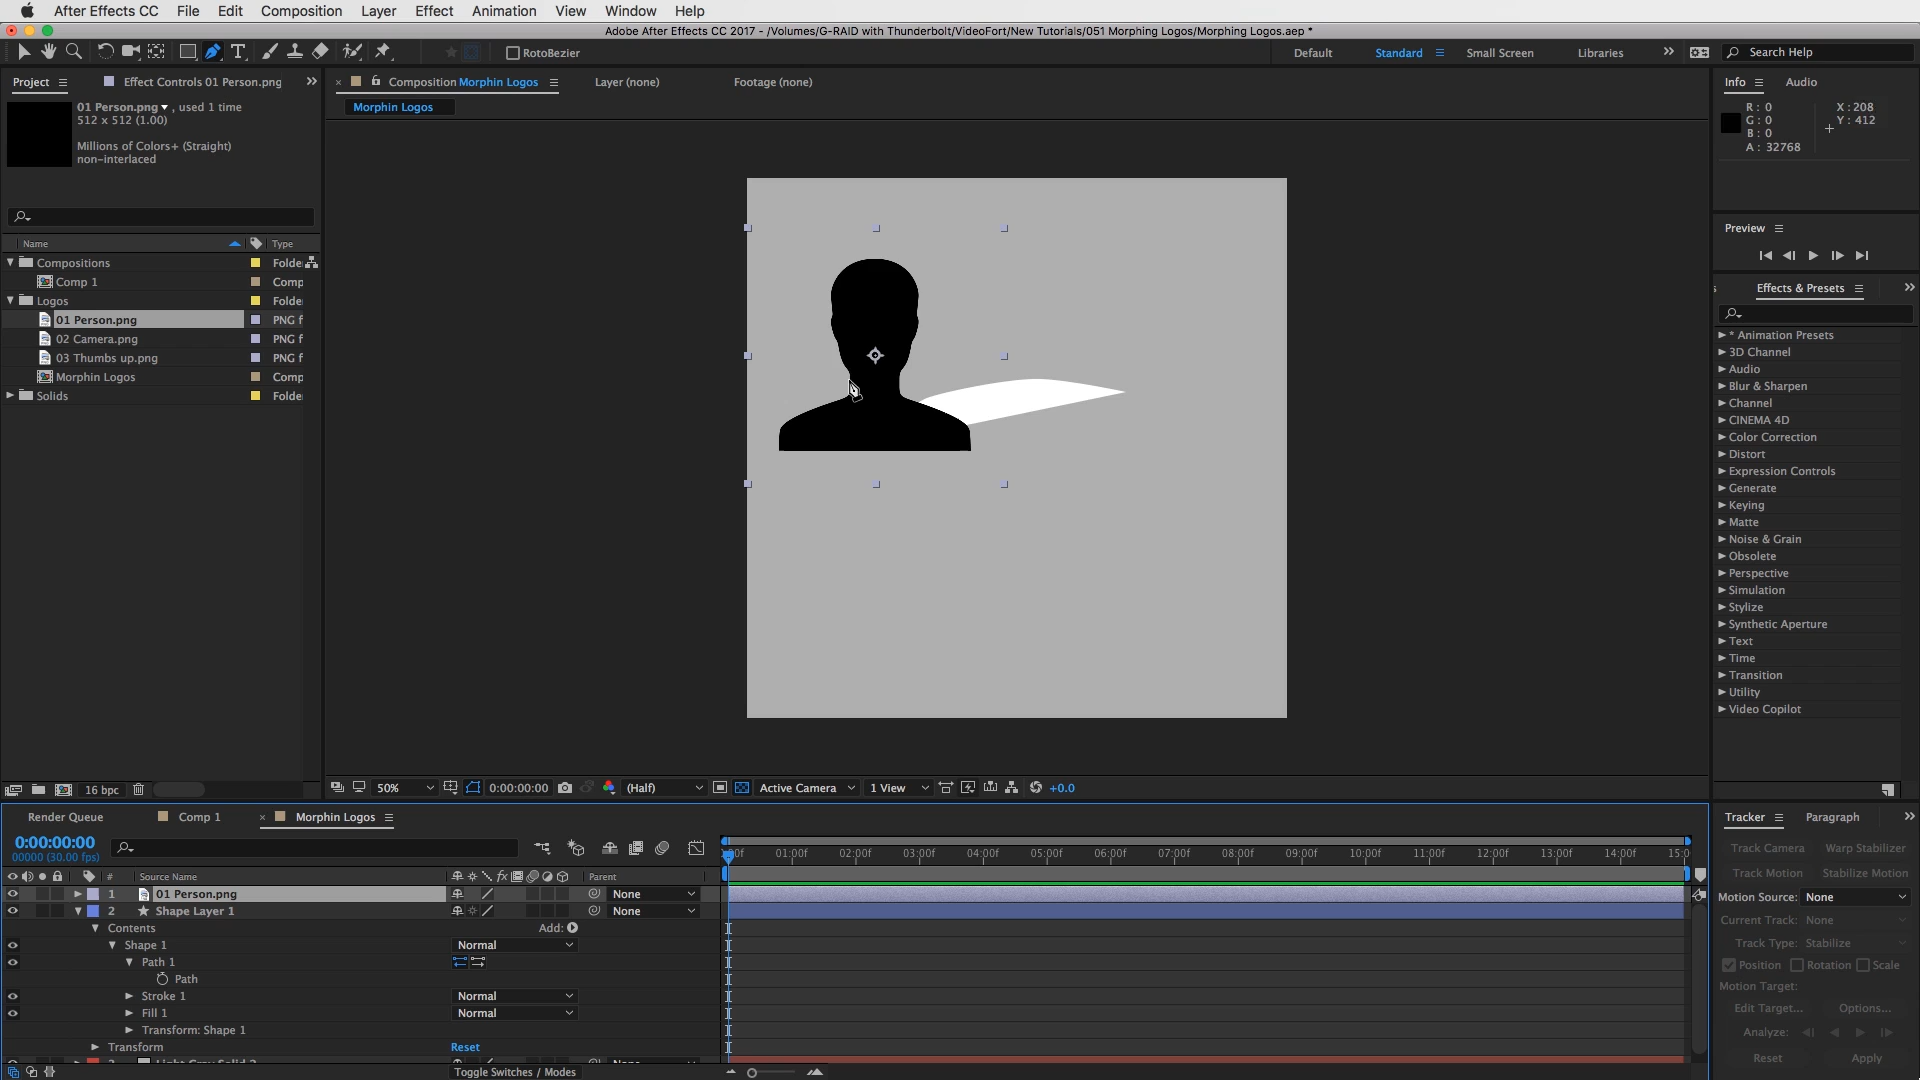 After Effects CC File Edit Composition Layer Effect Animation View Window Help
Adobe After Effects CC 2017 - /Volumes/G-RAID with Thunderbolt/VideoFort/New Tutorials/051 Morphing Logos/Morphing Logos.aep *
RotoBezier Default Standard Small Screen Libraries Search Help
Project Effect Controls 01 Person.png Composition Morphin Logos Layer (none) Footage (none) Info Audio
Morphin Logos
01 Person.png , used 1 time
512 x 512 (1.00)
Millions of Colors+ (Straight)
non-interlaced
R: 0 X: 208
G: 0 Y: 412
B: 0
A: 32768
Preview
Name Type
Compositions Folde
Comp 1 Comp
Logos Folde
01 Person.png PNG f
02 Camera.png PNG f
03 Thumbs up.png PNG f
Morphin Logos Comp
Solids Folde
Effects & Presets
* Animation Presets
3D Channel
Audio
Blur & Sharpen
Channel
CINEMA 4D
Color Correction
Distort
Expression Controls
Generate
Keying
Matte
Noise & Grain
Obsolete
Perspective
Simulation
Stylize
Synthetic Aperture
Text
Time
Transition
Utility
Video Copilot
16 bpc 50% 0:00:00:00 (Half) Active Camera 1 View +0.0
Render Queue Comp 1 Morphin Logos
0:00:00:00
00000 (30.00 fps)
01:00f 02:00f 03:00f 04:00f 05:00f 06:00f 07:00f 08:00f 09:00f 10:00f 11:00f 12:00f 13:00f 14:00f 15:0
# Source Name Parent
1 01 Person.png None
2 Shape Layer 1 None
Contents Add:
Shape 1 Normal
Path 1
Path
Stroke 1 Normal
Fill 1 Normal
Transform: Shape 1
Transform Reset
Toggle Switches / Modes
Tracker Paragraph
Track Camera Warp Stabilizer
Track Motion Stabilize Motion
Motion Source: None
Current Track: None
Track Type: Stabilize
Position Rotation Scale
Motion Target:
Edit Target... Options...
Analyze:
Reset Apply